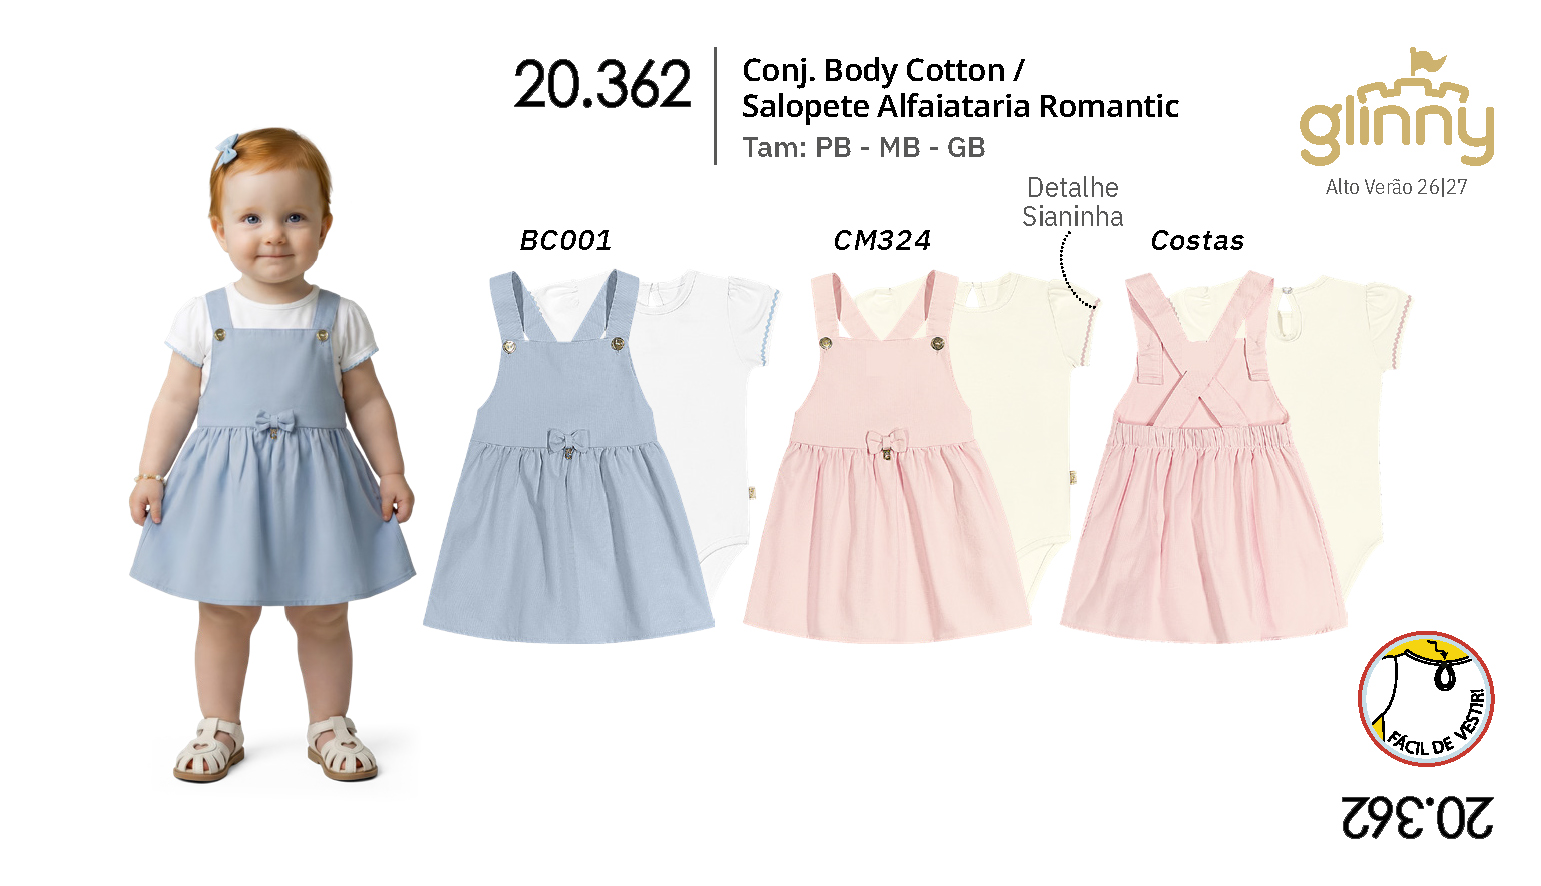 20.362
Conj. Body Cotton /
Salopete Alfaiataria Romantic
Tam: PB - MB - GB
glinny
Alto Verão 26|27
Detalhe
Sianinha
BC001
CM324
Costas
FÁCIL DE VESTIR!
20.362